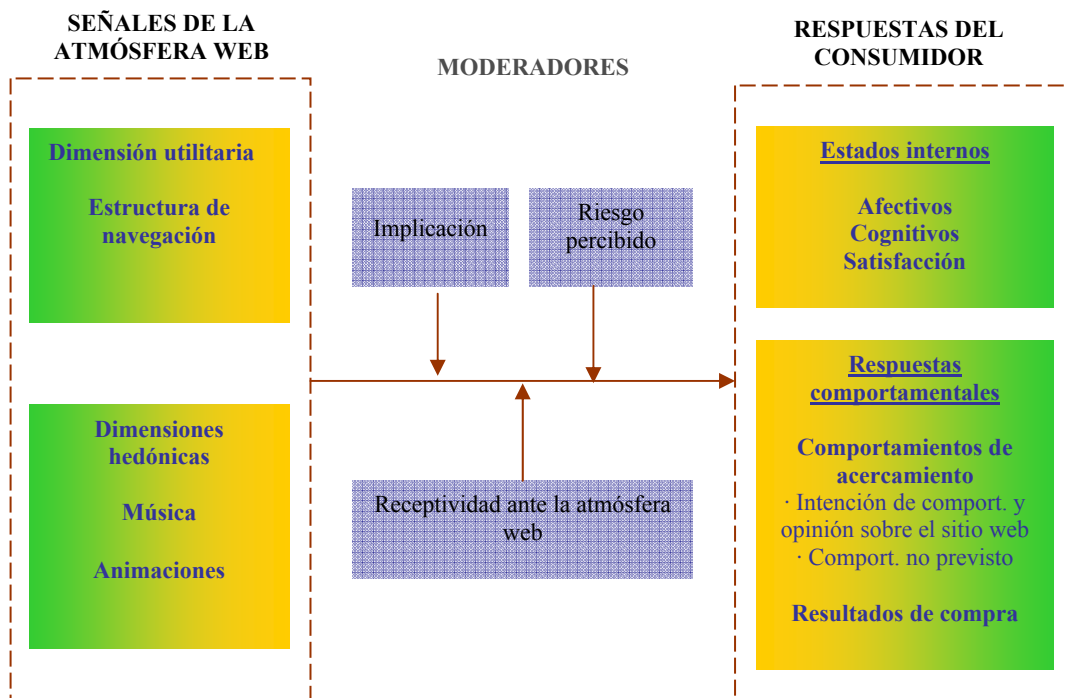 SEÑALES DE LA
ATMÓSFERA WEB
Dimensión utilitaria
Estructura de
navegación
Dimensiones
hedónicas
Música
Animaciones
MODERADORES
Implicación
Riesgo
percibido
Receptividad ante la atmósfera
web
RESPUESTAS DEL
CONSUMIDOR
Estados internos
Afectivos
Cognitivos
Satisfacción
Respuestas
comportamentales
Comportamientos de
acercamiento
· Intención de comport. y
opinión sobre el sitio web
· Comport. no previsto
Resultados de compra